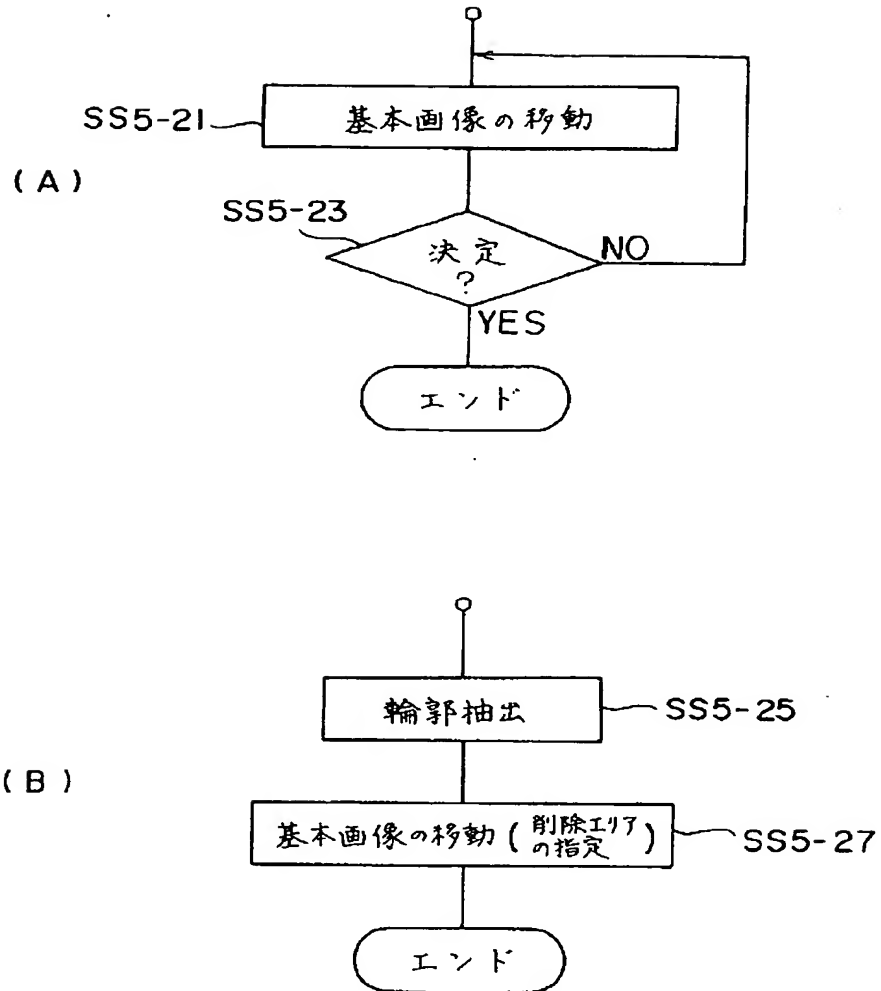 SS5-21
基本画像の移動
(A)
SS5-23
決定
?
NO
YES
エンド
輪郭抽出
SS5-25
(B)
基本画像の移動(削除エリアの指定)
SS5-27
エンド